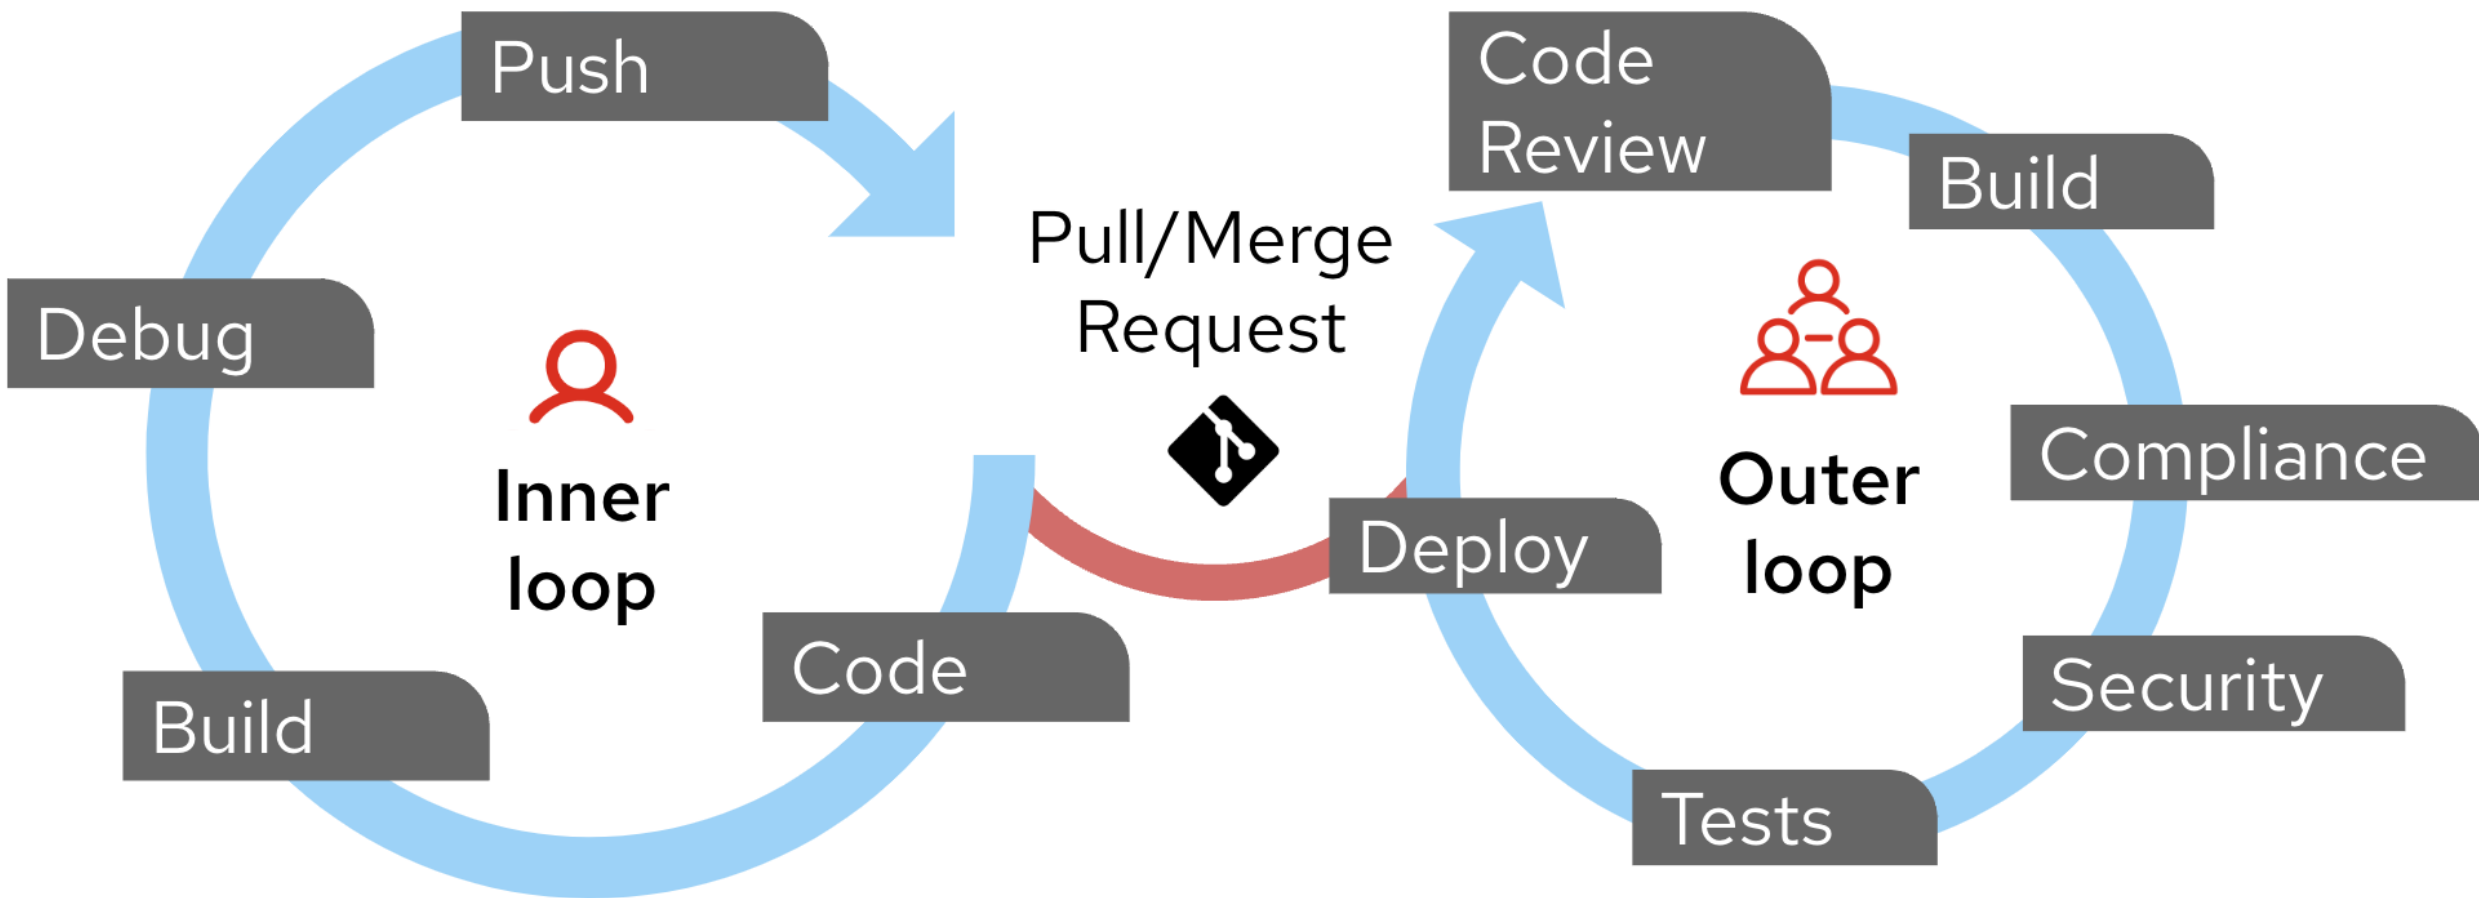 Push
Debug
Inner
loop
Build
Code
Pull/Merge
Request
Code
Review
Build
Compliance
Outer
loop
Deploy
Security
Tests